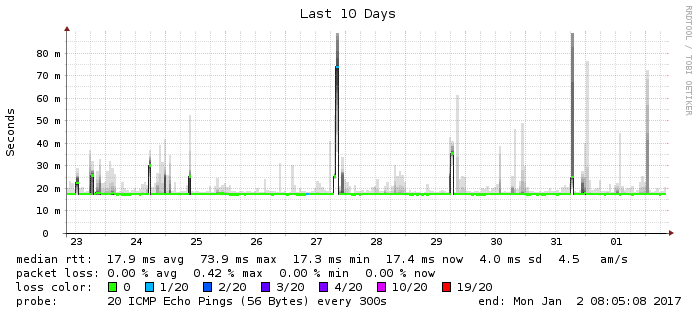 Last 10 Days
RRDTOOL / TOBI OETIKER
Seconds
80 m
70 m
60 m
50 m
40 m
30 m
20 m
10 m
0
23 24 25 26 27 28 29 30 31 01
median rtt: 17.9 ms avg 73.9 ms max 17.3 ms min 17.4 ms now 4.0 ms sd 4.5 am/s
packet loss: 0.00 % avg 0.42 % max 0.00 % min 0.00 % now
loss color: 0 1/20 2/20 3/20 4/20 10/20 19/20
probe: 20 ICMP Echo Pings (56 Bytes) every 300s end: Mon Jan 2 08:05:08 2017